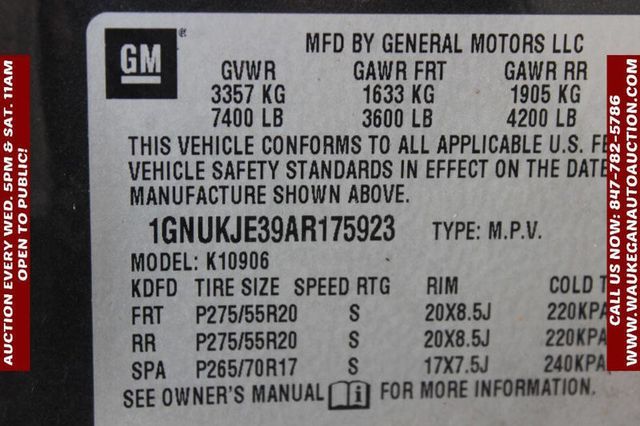 AUCTION EVERY WED. 5PM & SAT. 11AM
OPEN TO PUBLIC!
GM
®
MFD BY GENERAL MOTORS LLC
GVWR GAWR FRT GAWR RR
3357 KG 1633 KG 1905 KG
7400 LB 3600 LB 4200 LB
THIS VEHICLE CONFORMS TO ALL APPLICABLE U.S. FE
VEHICLE SAFETY STANDARDS IN EFFECT ON THE DATE
MANUFACTURE SHOWN ABOVE.
1GNUKJE39AR175923 TYPE: M.P.V.
MODEL: K10906
KDFD TIRE SIZE SPEED RTG RIM COLD T
FRT P275/55R20 S 20X8.5J 220KPA
RR P275/55R20 S 20X8.5J 220KPA
SPA P265/70R17 S 17X7.5J 240KPA
SEE OWNER'S MANUAL i FOR MORE INFORMATION.
CALL US NOW: 847-782-5786
WWW.WAUKEGANAUTOAUCTION.COM